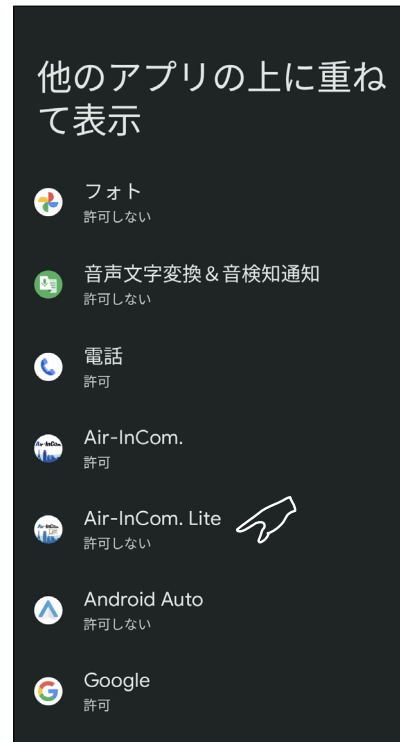 他のアプリの上に重ね
て表示
フォト
許可しない
音声文字変換＆音検知通知
許可しない
電話
許可
Air-InCom.
許可
Air-InCom. Lite
許可しない
Android Auto
許可しない
Google
許可